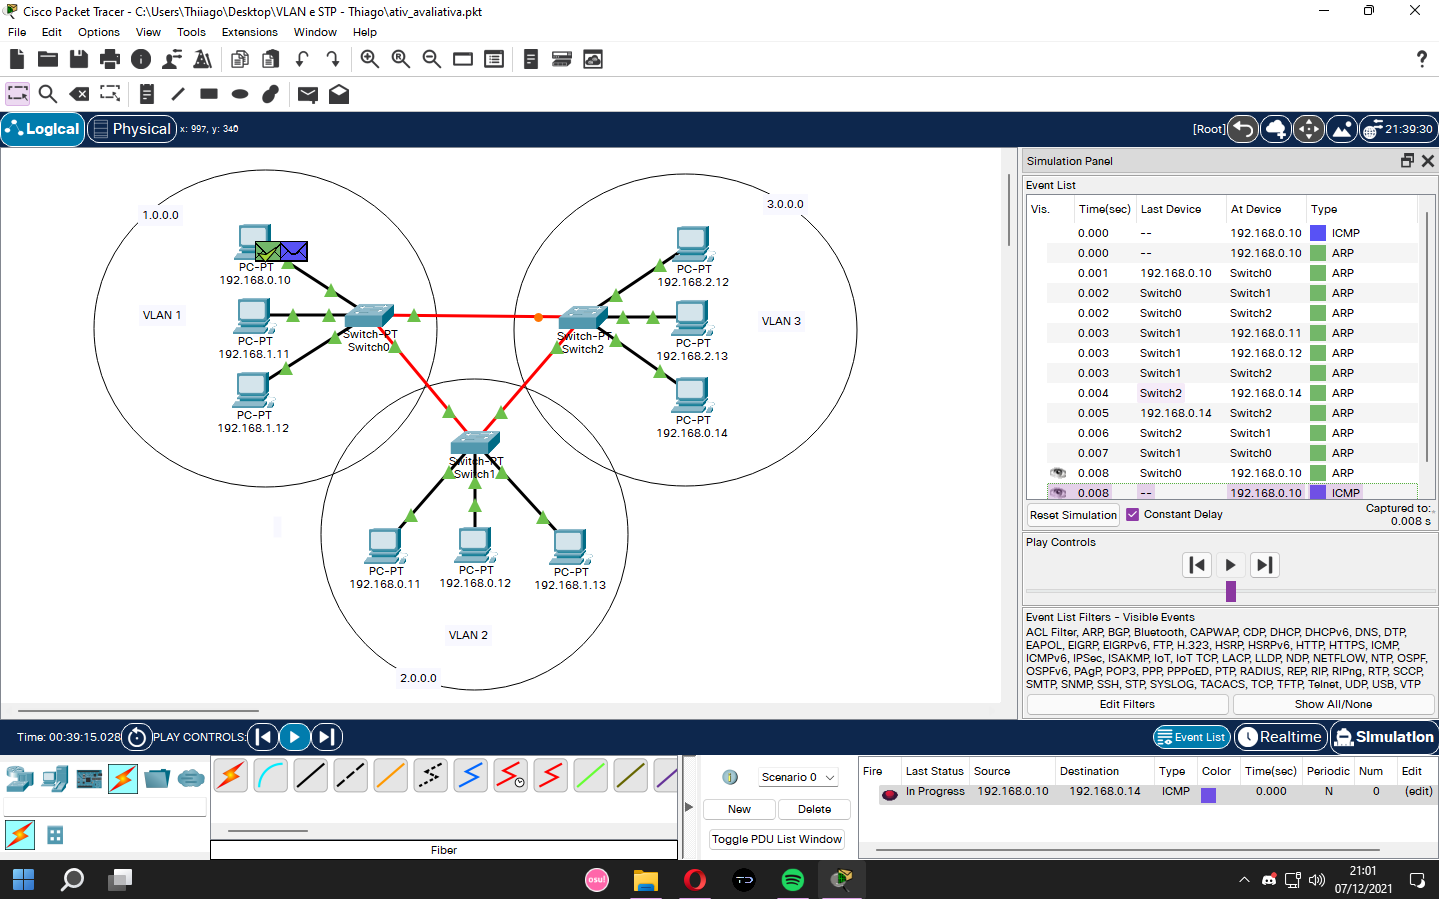 Cisco Packet Tracer - C:\Users\Thiiago\Desktop\VLAN e STP - Thiago\ativ_avaliativa.pkt
File Edit Options View Tools Extensions Window Help
?
Logical Physical x: 997, y: 340 [Root] 21:39:30
1.0.0.0
PC-PT
192.168.0.10
VLAN 1
PC-PT
192.168.1.11
PC-PT
192.168.1.12
Switch-PT
Switch0
3.0.0.0
PC-PT
192.168.2.12
VLAN 3
PC-PT
192.168.2.13
PC-PT
192.168.0.14
Switch-PT
Switch2
Switch-PT
Switch1
PC-PT
192.168.0.11
PC-PT
192.168.0.12
PC-PT
192.168.1.13
VLAN 2
2.0.0.0
Simulation Panel
Event List
Vis. Time(sec) Last Device At Device Type
0.000 -- 192.168.0.10 ICMP
0.000 -- 192.168.0.10 ARP
0.001 192.168.0.10 Switch0 ARP
0.002 Switch0 Switch1 ARP
0.002 Switch0 Switch2 ARP
0.003 Switch1 192.168.0.11 ARP
0.003 Switch1 192.168.0.12 ARP
0.003 Switch1 Switch2 ARP
0.004 Switch2 192.168.0.14 ARP
0.005 192.168.0.14 Switch2 ARP
0.006 Switch2 Switch1 ARP
0.007 Switch1 Switch0 ARP
0.008 Switch0 192.168.0.10 ARP
0.008 -- 192.168.0.10 ICMP
Reset Simulation Constant Delay Captured to:
0.008 s
Play Controls
Event List Filters - Visible Events
ACL Filter, ARP, BGP, Bluetooth, CAPWAP, CDP, DHCP, DHCPv6, DNS, DTP,
EAPOL, EIGRP, EIGRPv6, FTP, H.323, HSRP, HSRPv6, HTTP, HTTPS, ICMP,
ICMPv6, IPSec, ISAKMP, IoT, IoT TCP, LACP, LLDP, NDP, NETFLOW, NTP, OSPF,
OSPFv6, PAgP, POP3, PPP, PPPoED, PTP, RADIUS, REP, RIP, RIPng, RTP, SCCP,
SMTP, SNMP, SSH, STP, SYSLOG, TACACS, TCP, TFTP, Telnet, UDP, USB, VTP
Edit Filters Show All/None
Time: 00:39:15.028 PLAY CONTROLS: Event List Realtime Simulation
Fiber
Scenario 0
New Delete
Toggle PDU List Window
Fire Last Status Source Destination Type Color Time(sec) Periodic Num Edit
In Progress 192.168.0.10 192.168.0.14 ICMP 0.000 N 0 (edit)
osu!
21:01
07/12/2021